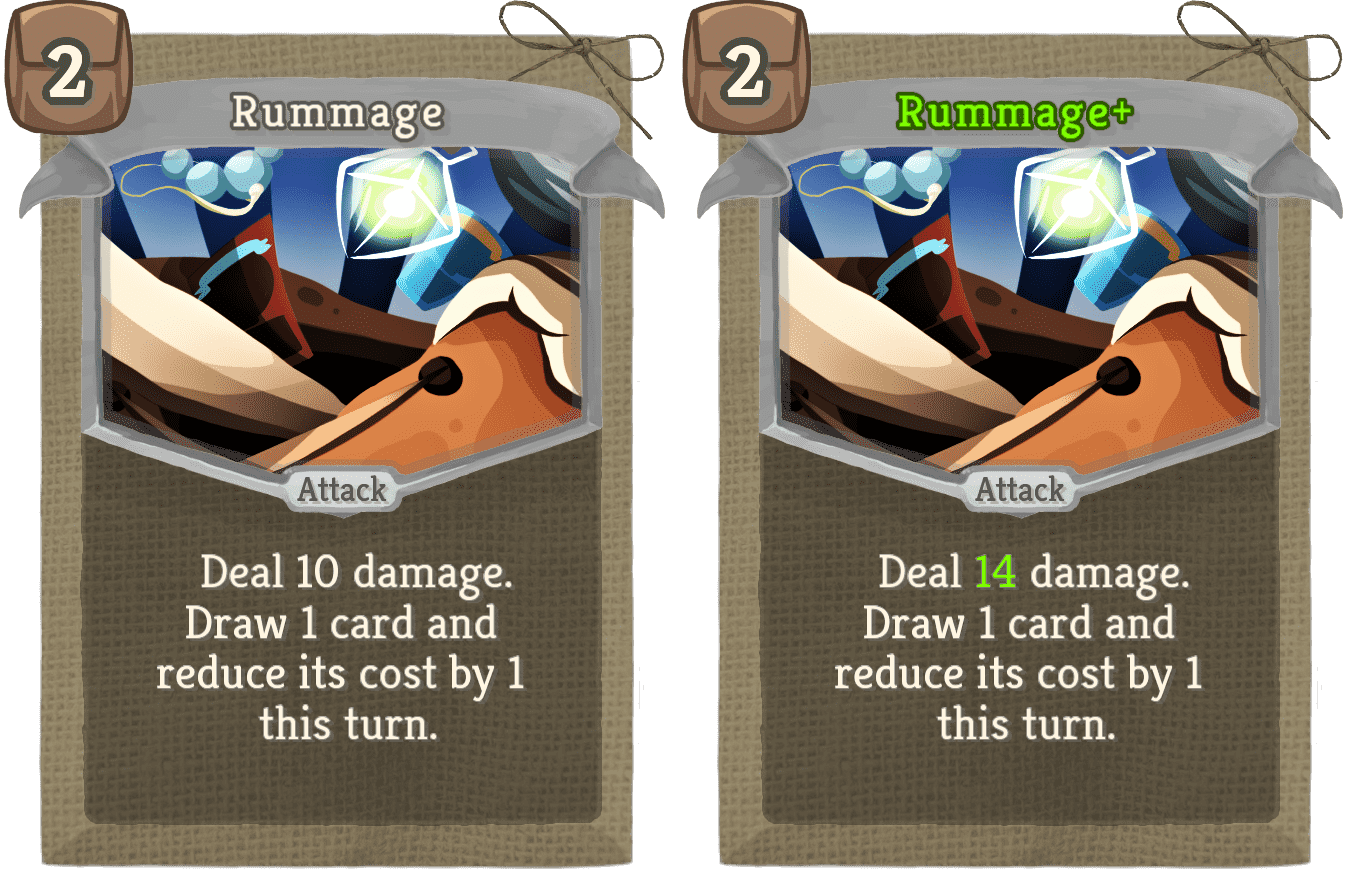 2
Rummage
Attack
Deal 10 damage.
Draw 1 card and
reduce its cost by 1
this turn.
2
Rummage+
Attack
Deal 14 damage.
Draw 1 card and
reduce its cost by 1
this turn.